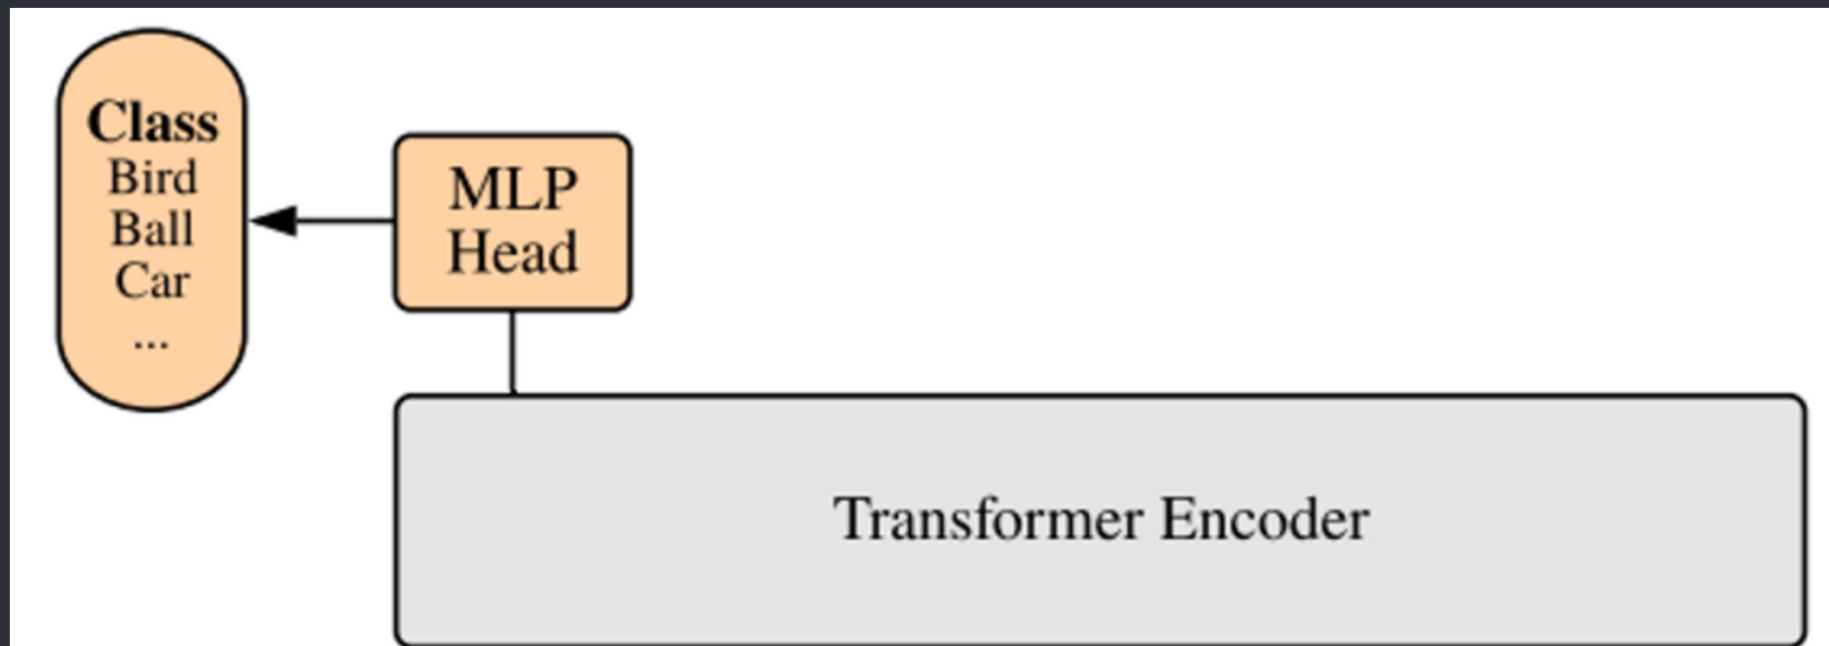 Class
Bird
Ball
Car
...
MLP
Head
Transformer Encoder